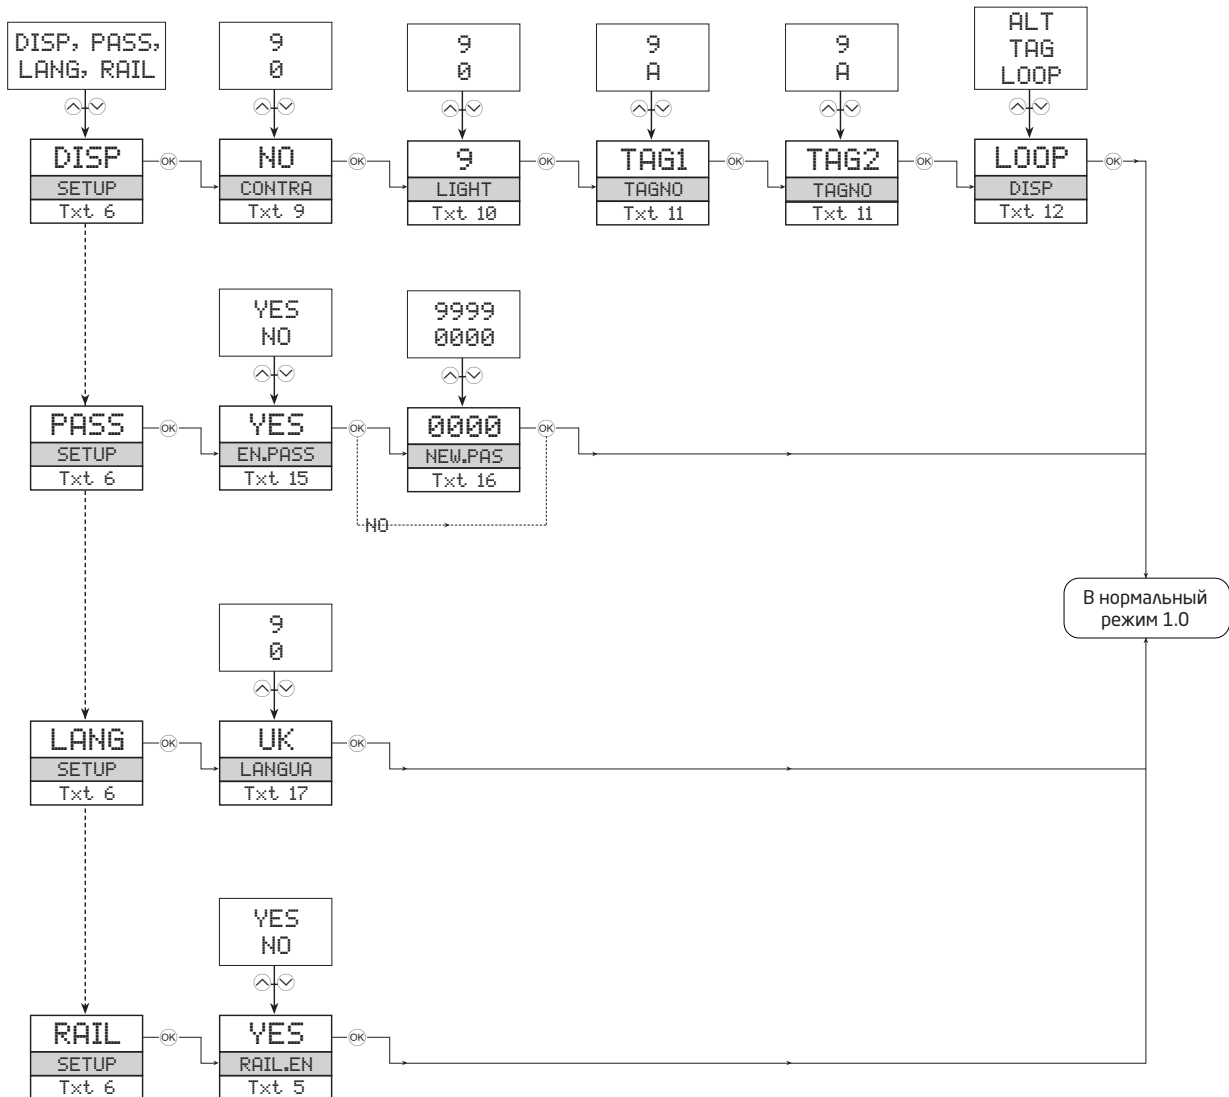 DISP, PASS,
LANG, RAIL
9
0
9
0
9
A
9
A
ALT
TAG
LOOP
DISP
SETUP
Txt 6
OK
NO
CONTRA
Txt 9
OK
9
LIGHT
Txt 10
OK
TAG1
TAGNO
Txt 11
OK
TAG2
TAGNO
Txt 11
OK
LOOP
DISP
Txt 12
OK
YES
NO
9999
0000
PASS
SETUP
Txt 6
OK
YES
EN.PASS
Txt 15
OK
0000
NEW.PAS
Txt 16
OK
NO
В нормальный
режим 1.0
9
0
LANG
SETUP
Txt 6
OK
UK
LANGUA
Txt 17
OK
YES
NO
RAIL
SETUP
Txt 6
OK
YES
RAIL.EN
Txt 5
OK